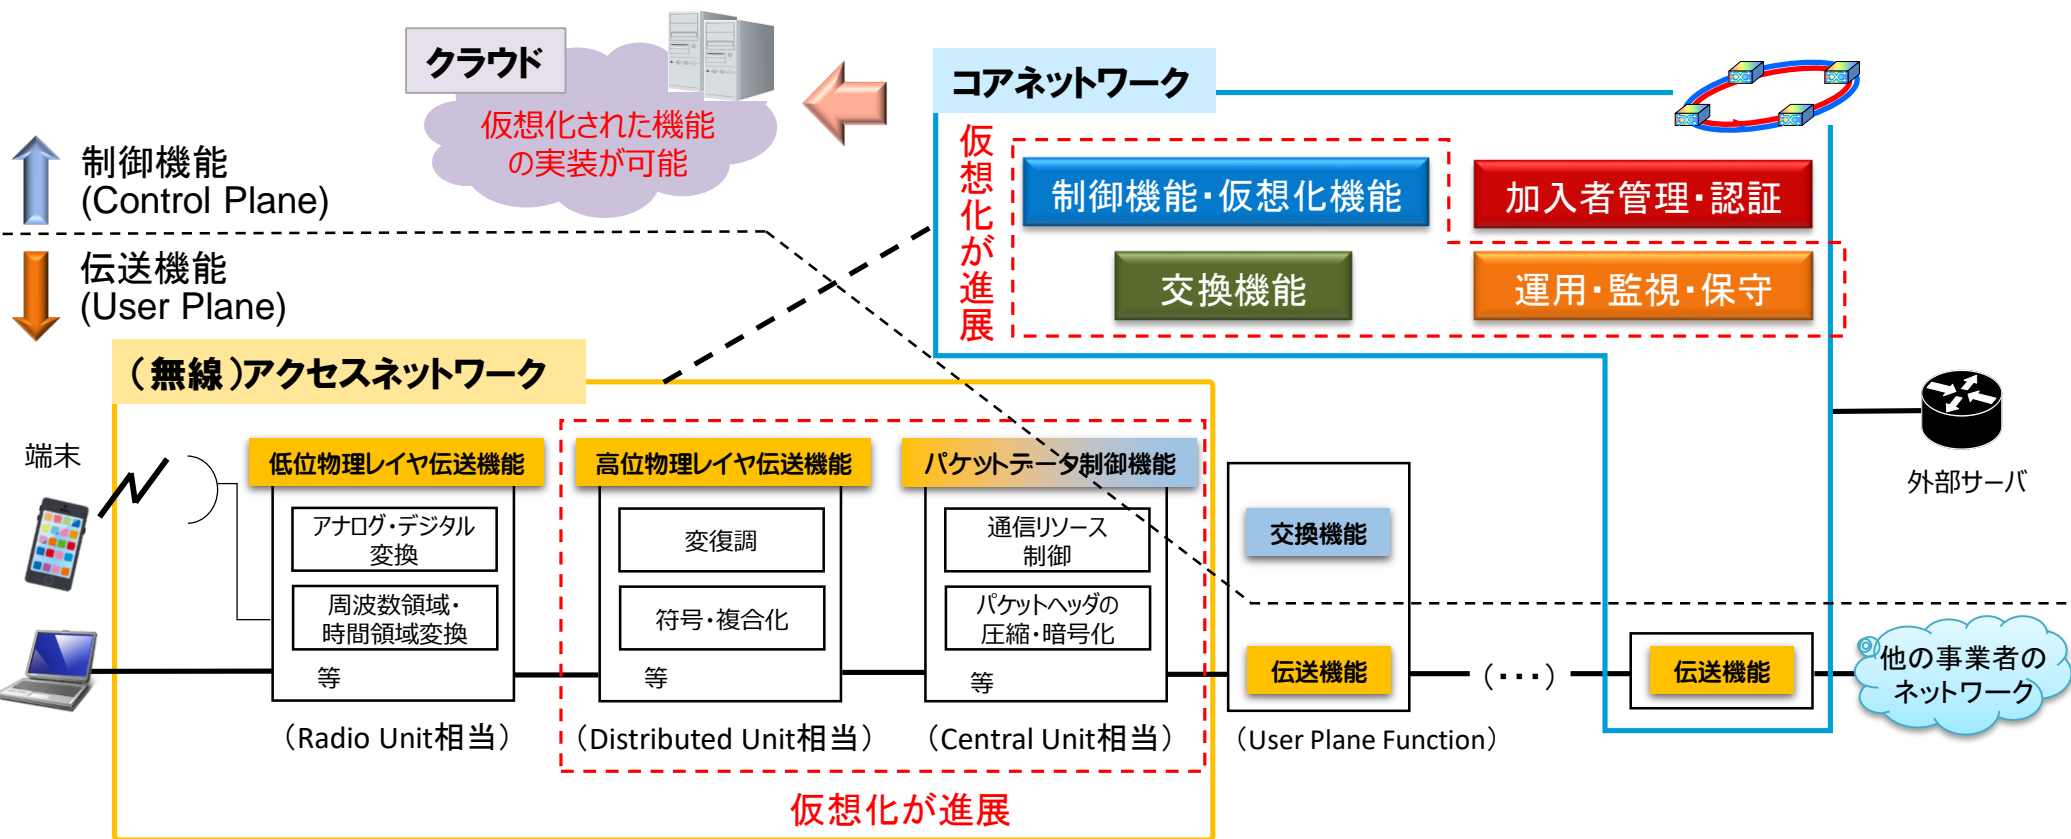 クラウド
仮想化された機能
の実装が可能
コアネットワーク
仮想化が進展
制御機能・仮想化機能
加入者管理・認証
交換機能
運用・監視・保守
制御機能
(Control Plane)
伝送機能
(User Plane)
（無線）アクセスネットワーク
端末
低位物理レイヤ伝送機能
アナログ・デジタル
変換
周波数領域・
時間領域変換
等
（Radio Unit相当）
高位物理レイヤ伝送機能
変復調
符号・複合化
等
（Distributed Unit相当）
パケットデータ制御機能
通信リソース
制御
パケットヘッダの
圧縮・暗号化
等
（Central Unit相当）
仮想化が進展
交換機能
伝送機能
（User Plane Function）
（・・・）
伝送機能
外部サーバ
他の事業者の
ネットワーク